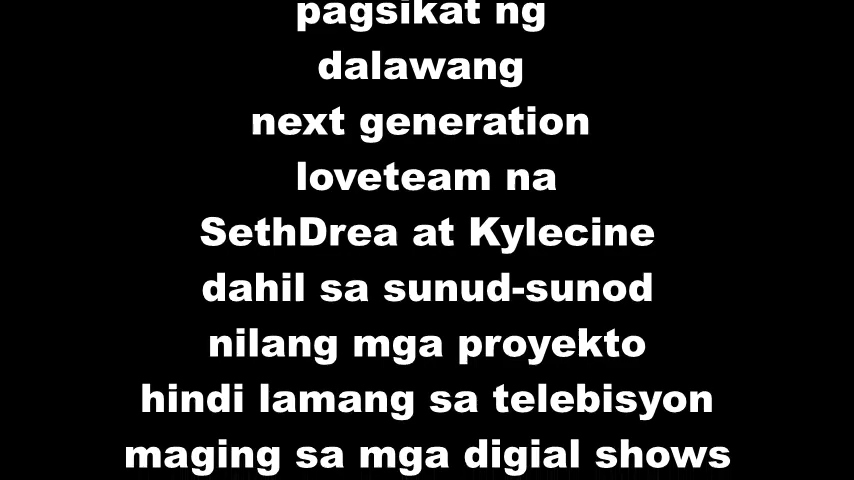 pagsikat ng
dalawang
next generation
loveteam na
SethDrea at Kylecine
dahil sa sunud-sunod
nilang mga proyekto
hindi lamang sa telebisyon
maging sa mga digial shows